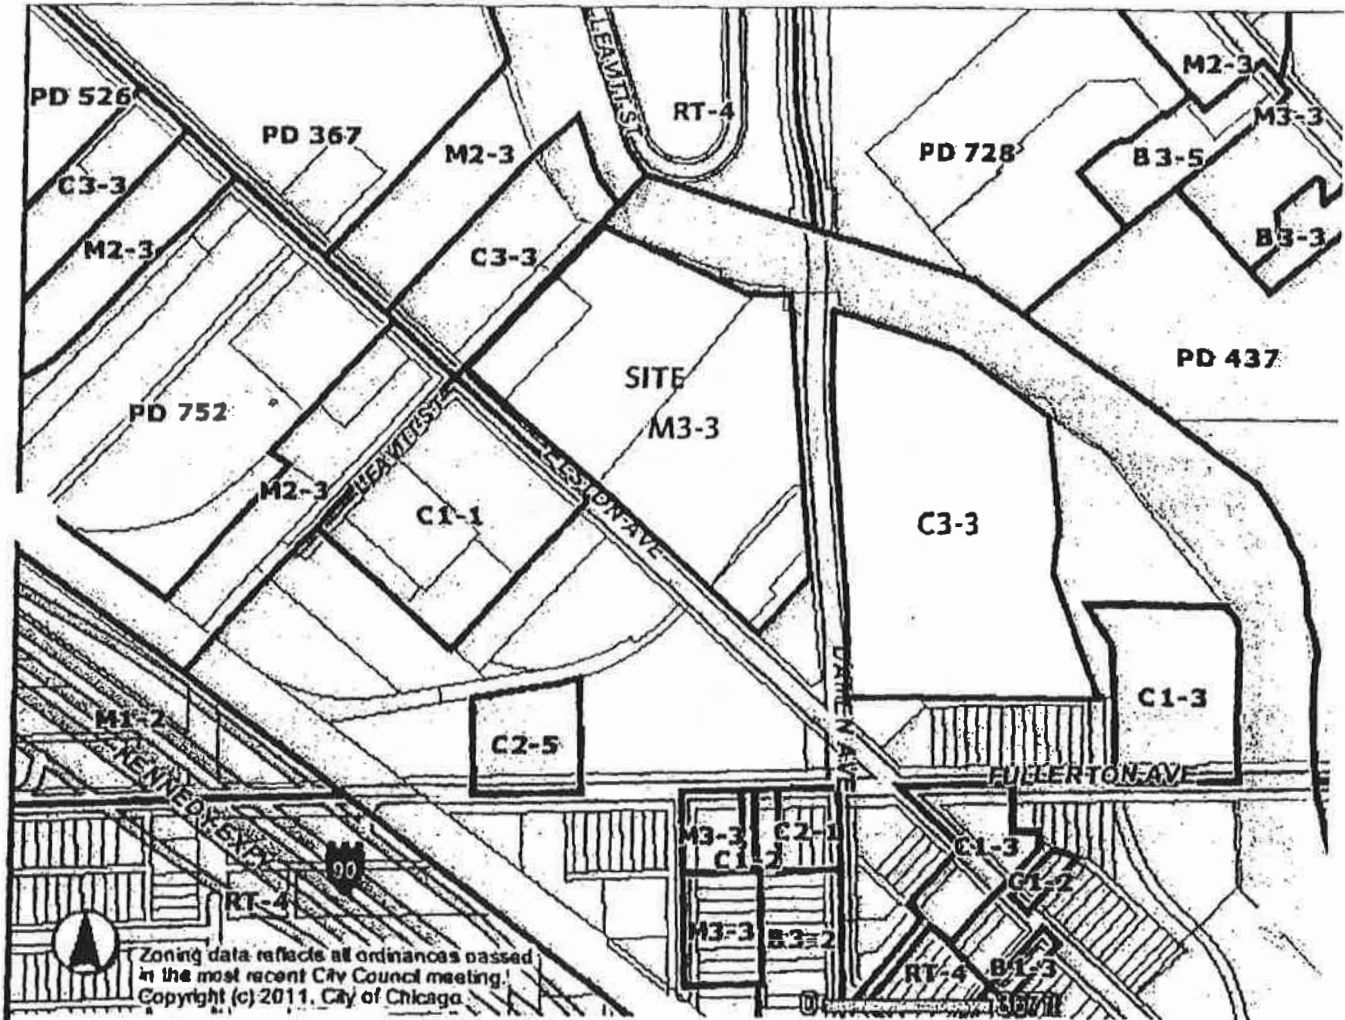 LEAVITT ST
RT-4
M2-3
M3-3
PD 526
PD 367
M2-3
PD 728
B3-5
C3-3
M2-3
C3-3
B3-3
PD 437
SITE
M3-3
PD 752
LEAVITT ST
M2-3
C1-1
ELSTON AVE
C3-3
C1-3
M1-2
KENNEDY EXPY
C2-5
DAMEN AVE
FULLERTON AVE
M3-3
C2-1
C1-2
C1-3
C1-2
90
RT-4
M3-3
B3-2
RT-4
B1-3
Zoning data reflects all ordinances passed
in the most recent City Council meeting.
Copyright (c) 2011, City of Chicago
0